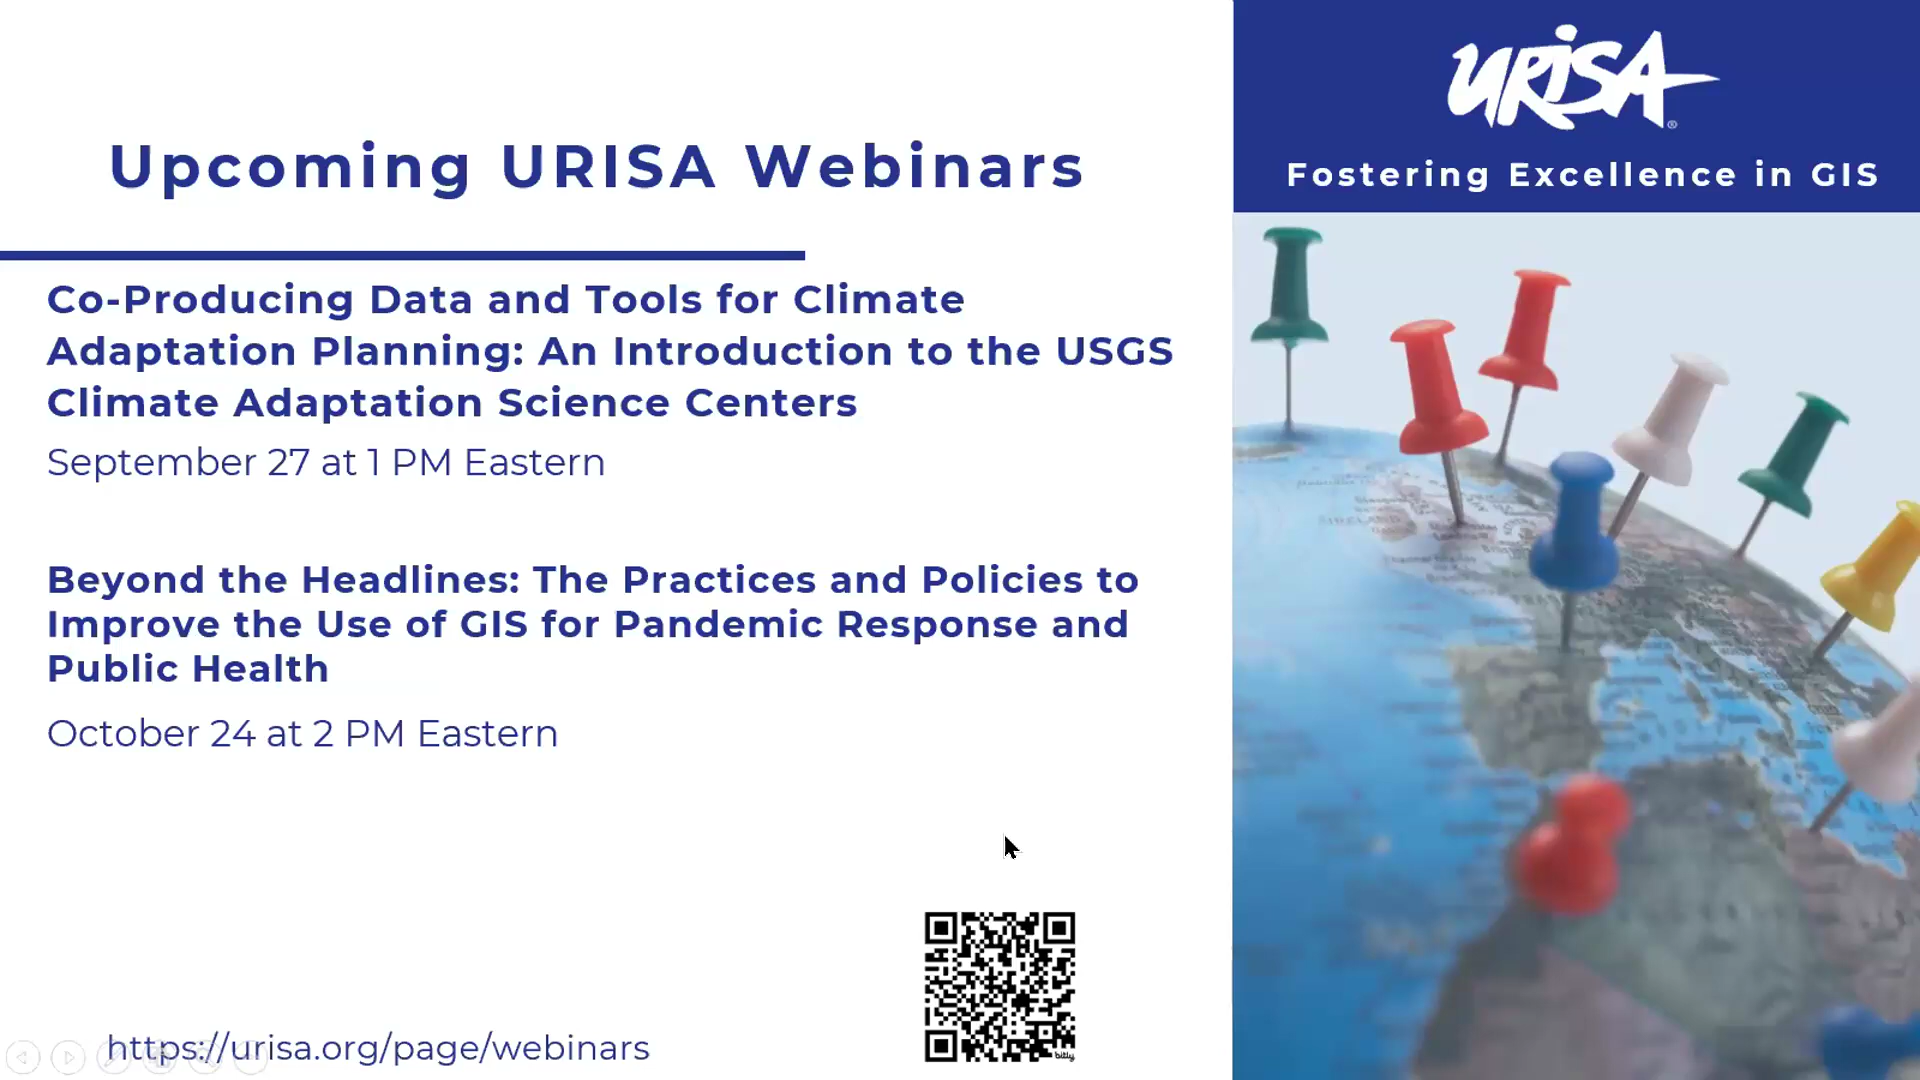 Upcoming URISA Webinars
Co-Producing Data and Tools for Climate
Adaptation Planning: An Introduction to the USGS
Climate Adaptation Science Centers
September 27 at 1 PM Eastern
Beyond the Headlines: The Practices and Policies to
Improve the Use of GIS for Pandemic Response and
Public Health
October 24 at 2 PM Eastern
https://urisa.org/page/webinars
bitly
URiSA®
Fostering Excellence in GIS
IRELAND